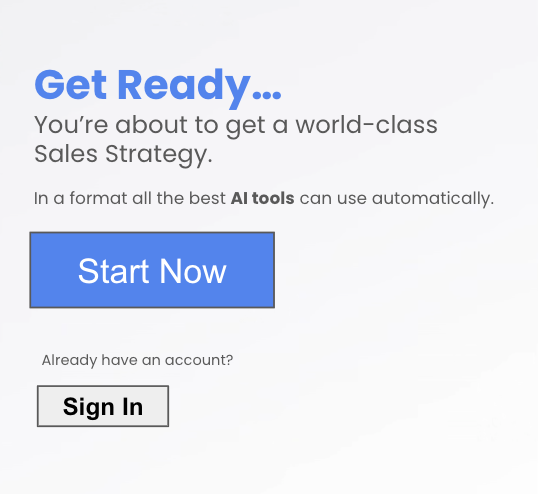 Get Ready...
You're about to get a world-class
Sales Strategy.
In a format all the best AI tools can use automatically.
Start Now
Already have an account?
Sign In